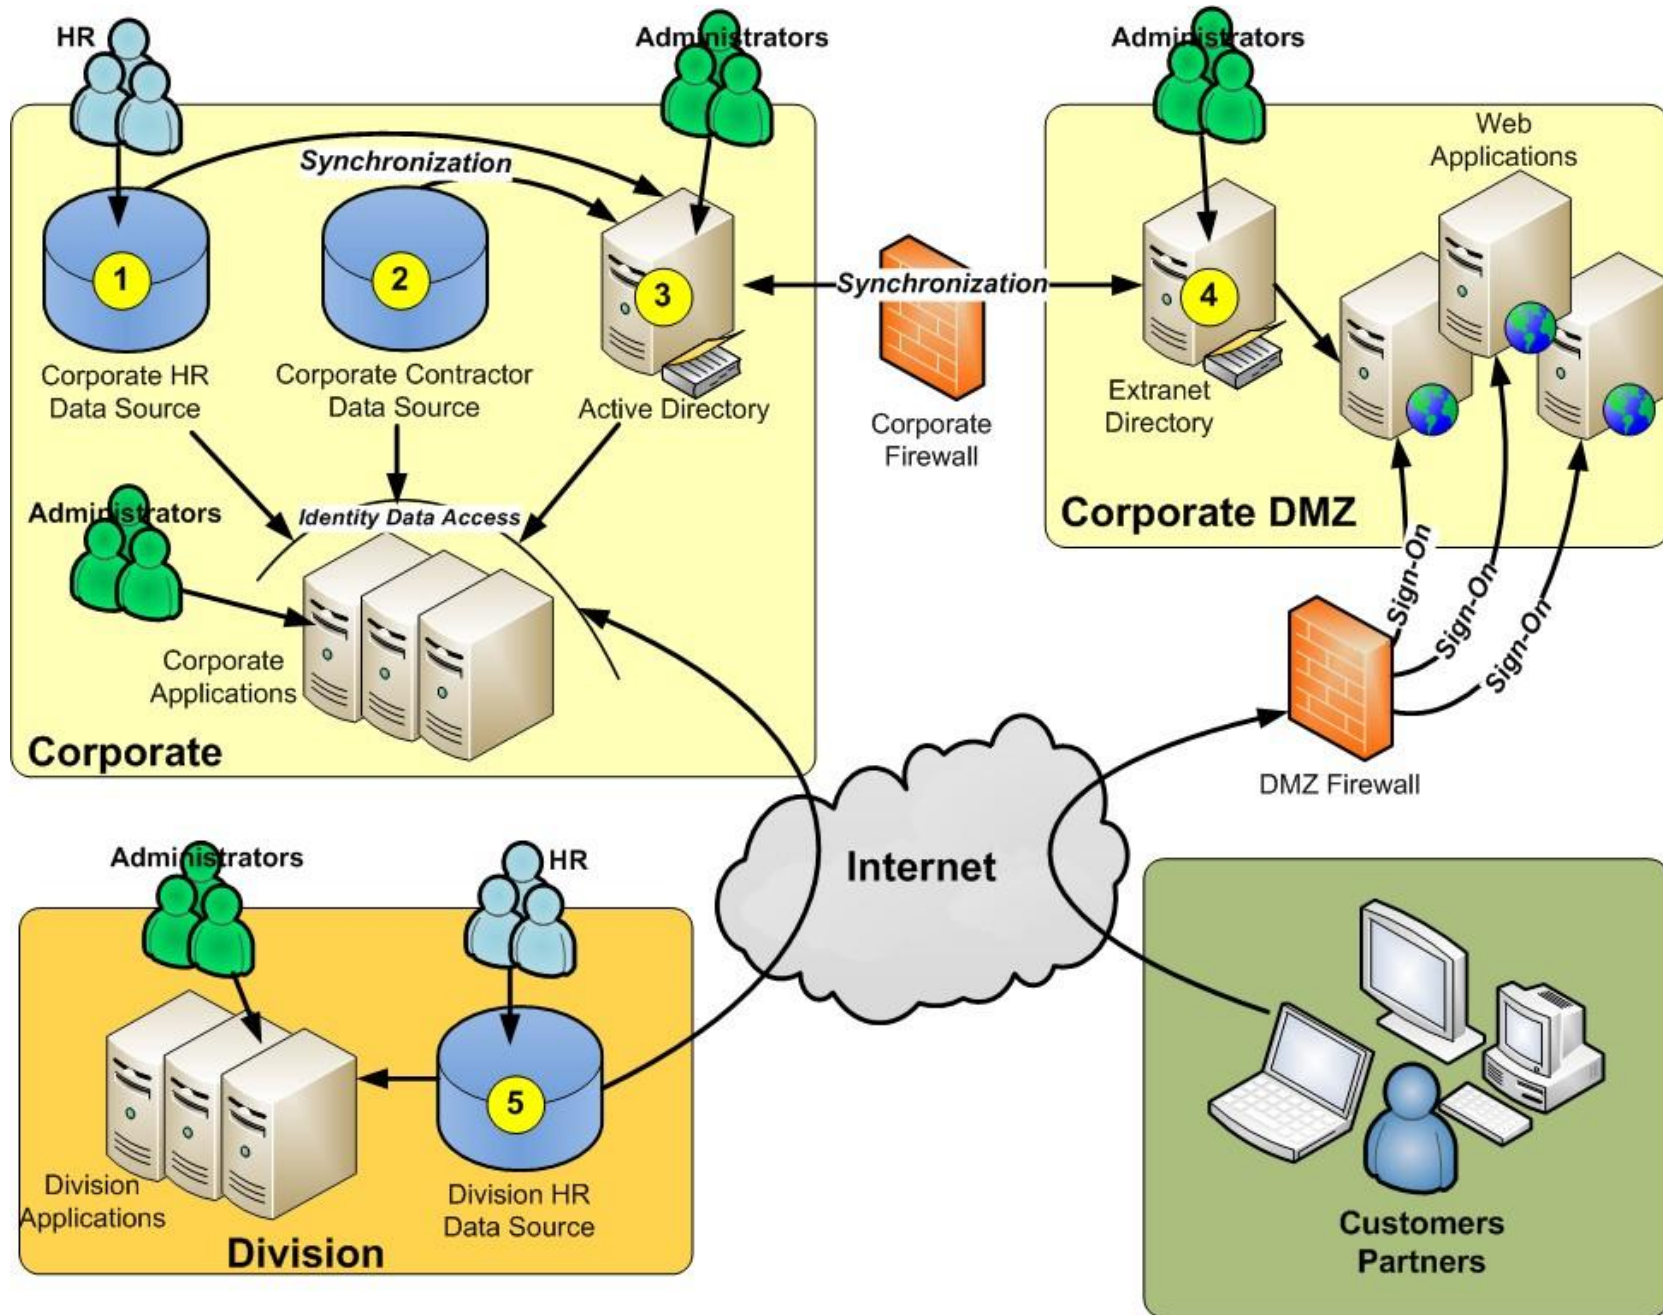 HR
Administrators
Administrators
Web
Applications
Synchronization
1
2
3
Synchronization
4
Corporate HR
Data Source
Corporate Contractor
Data Source
Active Directory
Corporate
Firewall
Extranet
Directory
Corporate DMZ
Administrators
Identity Data Access
Sign-On
Sign-On
Sign-On
Corporate
Applications
Corporate
DMZ Firewall
Internet
Administrators
HR
5
Division
Applications
Division HR
Data Source
Division
Customers
Partners